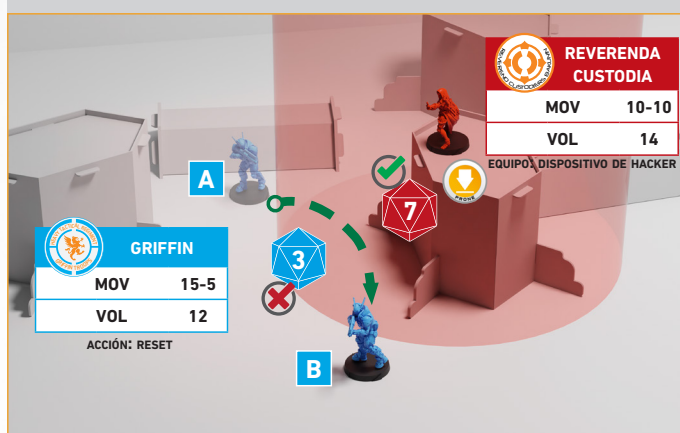 REVERENDA
CUSTODIA
MOV 10-10
VOL 14
EQUIPO: DISPOSITIVO DE HACKER
PRONE
A
7
GRIFFIN
MOV 15-5
VOL 12
ACCIÓN: RESET
3
B